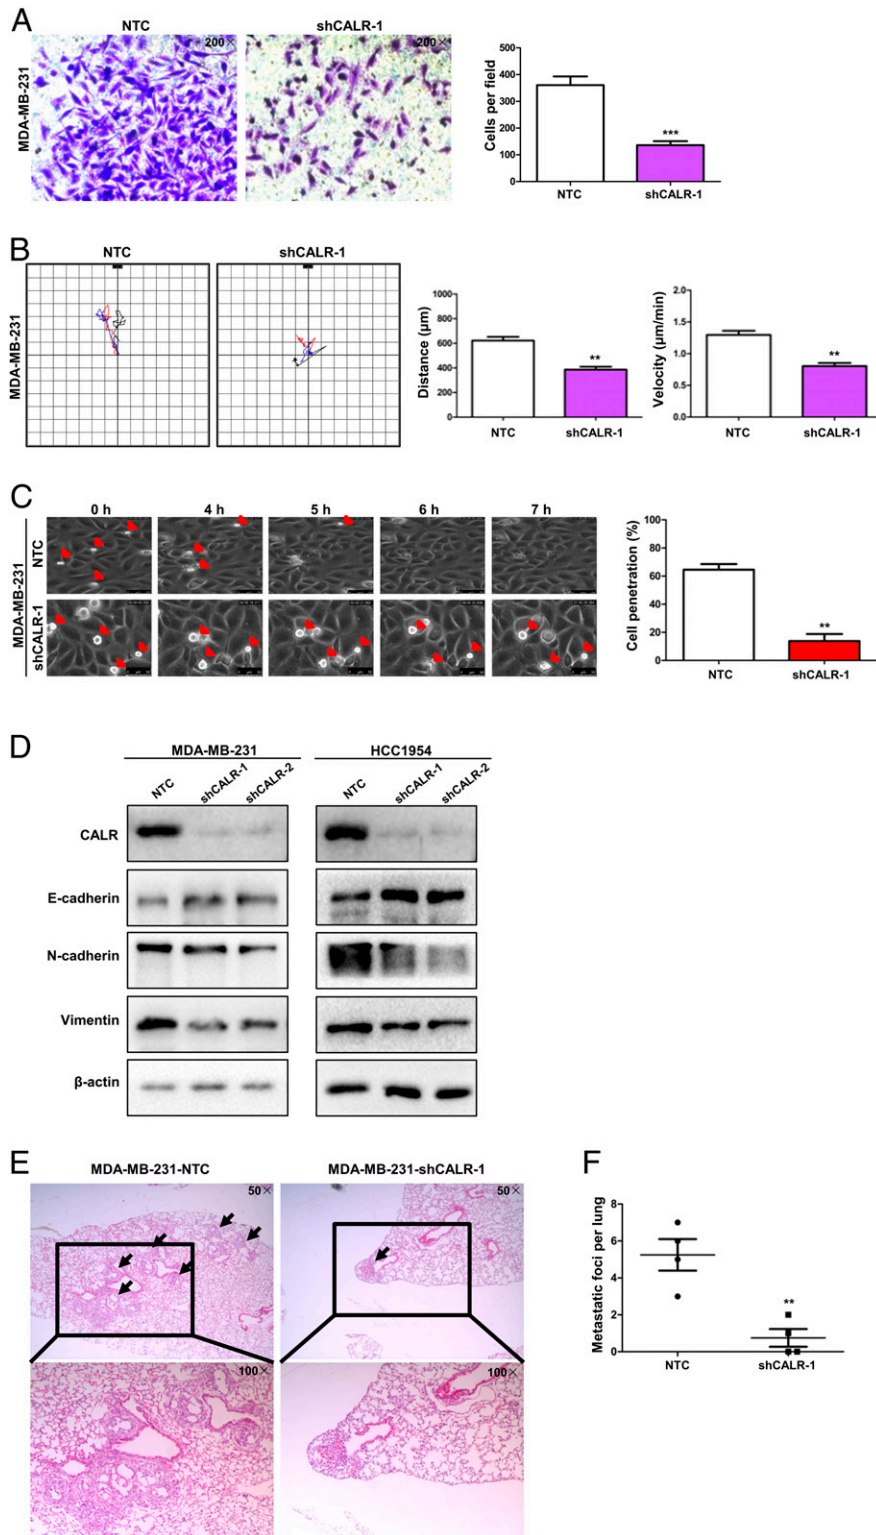 A
NTC
shCALR-1
MDA-MB-231
200×
200×
Cells per field
500
400
300
200
100
0
***
NTC
shCALR-1
B
NTC
shCALR-1
MDA-MB-231
Distance (μm)
1000
800
600
400
200
0
**
NTC
shCALR-1
Velocity (μm/min)
2.0
1.5
1.0
0.5
0.0
**
NTC
shCALR-1
C
0 h
4 h
5 h
6 h
7 h
MDA-MB-231
NTC
shCALR-1
Cell penetration (%)
100
80
60
40
20
0
**
NTC
shCALR-1
D
MDA-MB-231
HCC1954
NTC
shCALR-1
shCALR-2
NTC
shCALR-1
shCALR-2
CALR
E-cadherin
N-cadherin
Vimentin
β-actin
E
MDA-MB-231-NTC
MDA-MB-231-shCALR-1
50×
50×
100×
100×
F
Metastatic foci per lung
8
6
4
2
0
**
NTC
shCALR-1